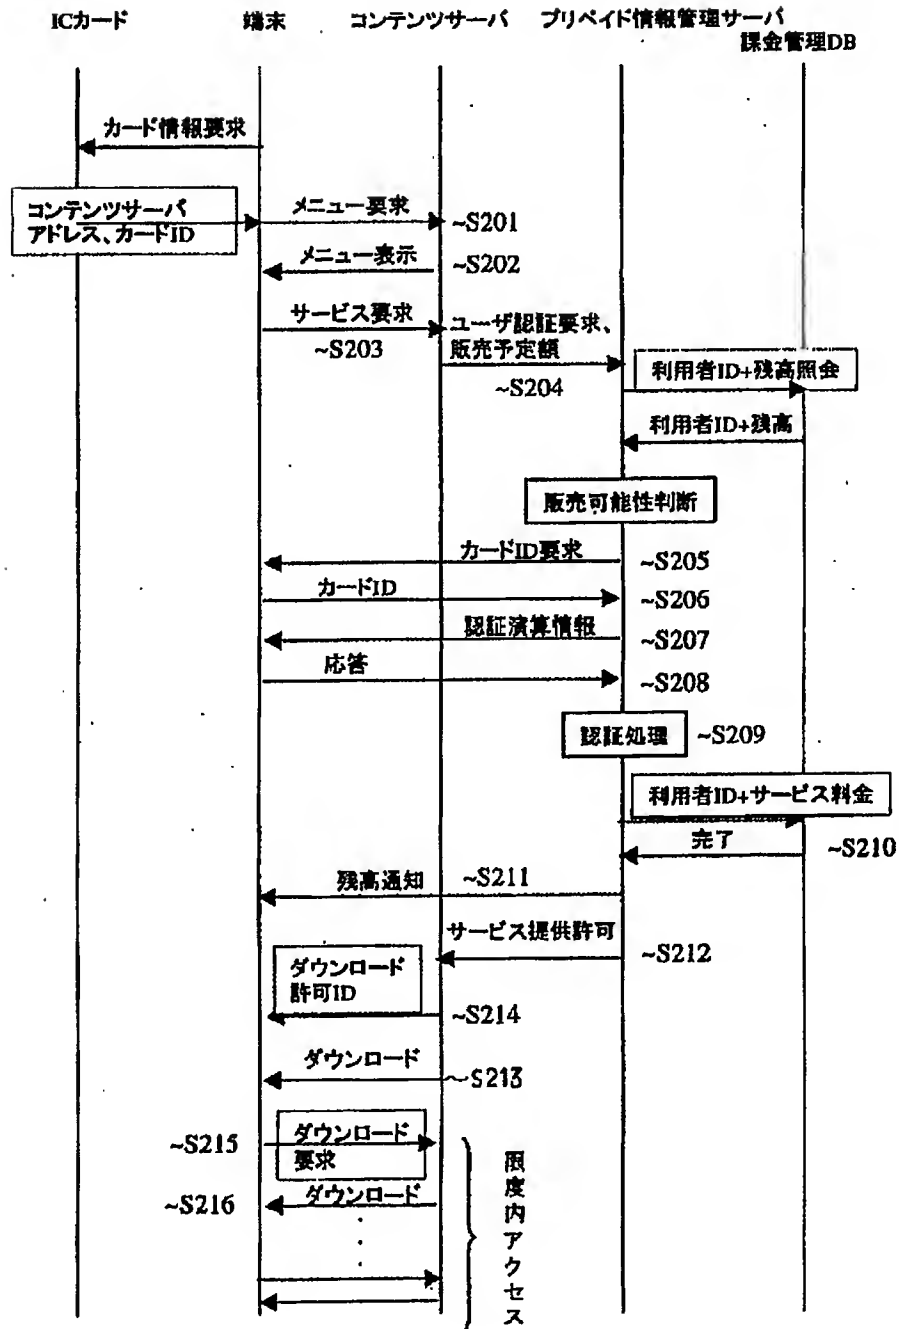 ICカード
端末
コンテンツサーバ
プリペイド情報管理サーバ
課金管理DB
カード情報要求
コンテンツサーバ
アドレス、カードID
メニュー要求
~S201
メニュー表示
~S202
サービス要求
~S203
ユーザ認証要求、
販売予定額
~S204
利用者ID+残高照会
利用者ID+残高
販売可能性判断
カードID要求
~S205
カードID
~S206
認証演算情報
~S207
応答
~S208
認証処理
~S209
利用者ID+サービス料金
完了
~S210
残高通知
~S211
サービス提供許可
~S212
ダウンロード
許可ID
~S214
ダウンロード
~S213
~S215
ダウンロード
要求
~S216
ダウンロード
限度内アクセス